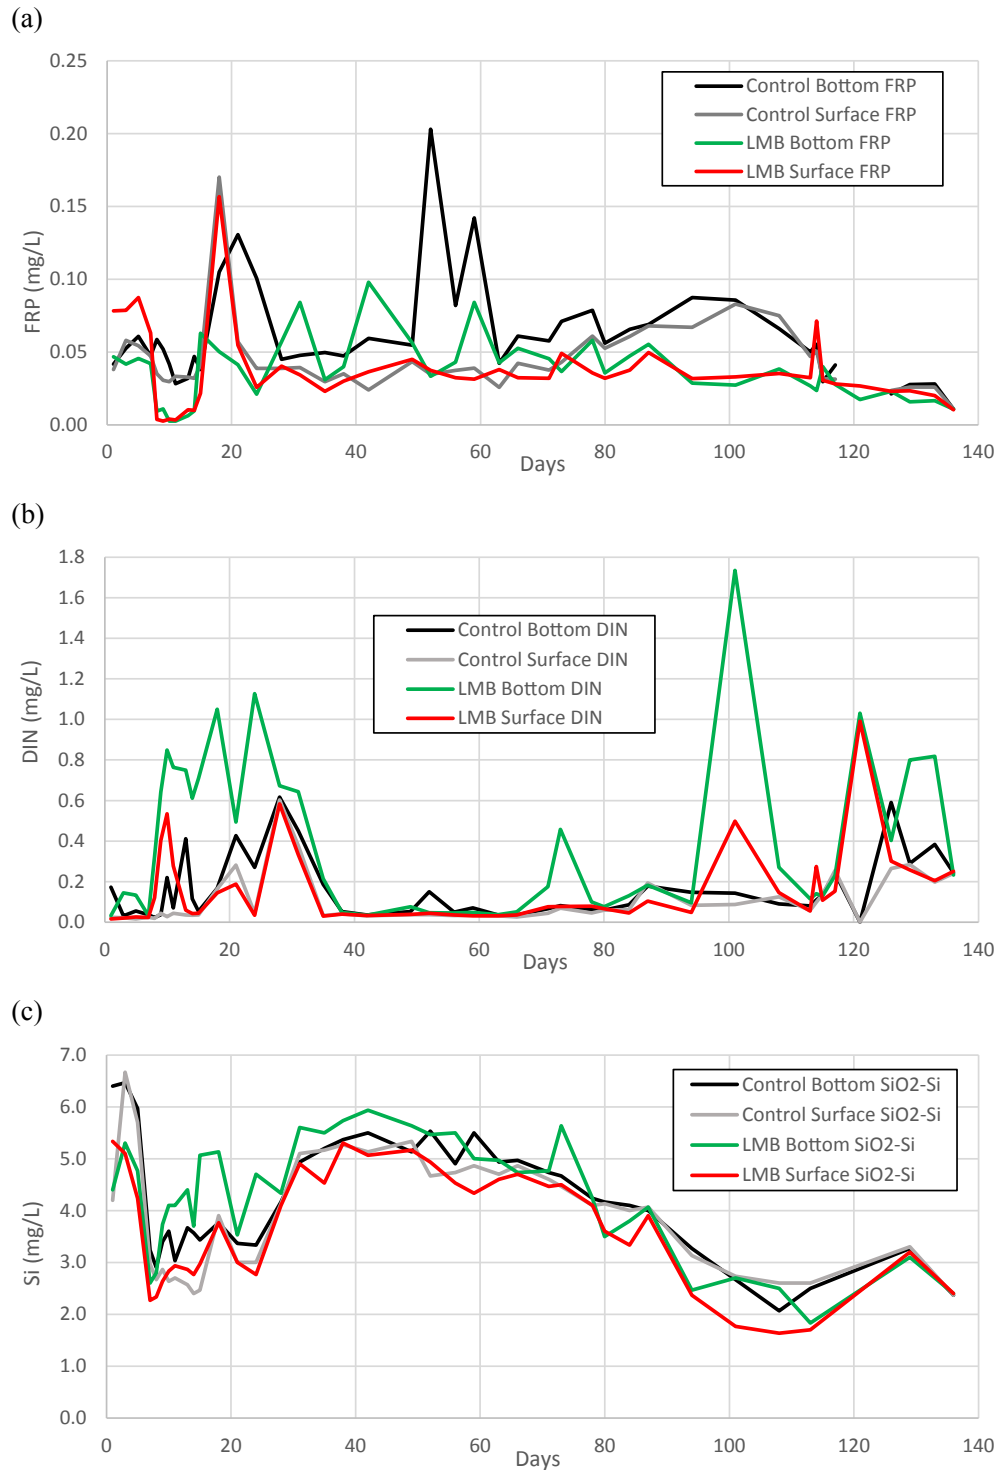 (a)
0.25
0.20
0.15
0.10
0.05
0.00
FRP (mg/L)
Control Bottom FRP
Control Surface FRP
LMB Bottom FRP
LMB Surface FRP
0 20 40 60 80 100 120 140
Days
(b)
1.8
1.6
1.4
1.2
1.0
0.8
0.6
0.4
0.2
0.0
DIN (mg/L)
Control Bottom DIN
Control Surface DIN
LMB Bottom DIN
LMB Surface DIN
0 20 40 60 80 100 120 140
Days
(c)
7.0
6.0
5.0
4.0
3.0
2.0
1.0
0.0
Si (mg/L)
Control Bottom SiO2-Si
Control Surface SiO2-Si
LMB Bottom SiO2-Si
LMB Surface SiO2-Si
0 20 40 60 80 100 120 140
Days